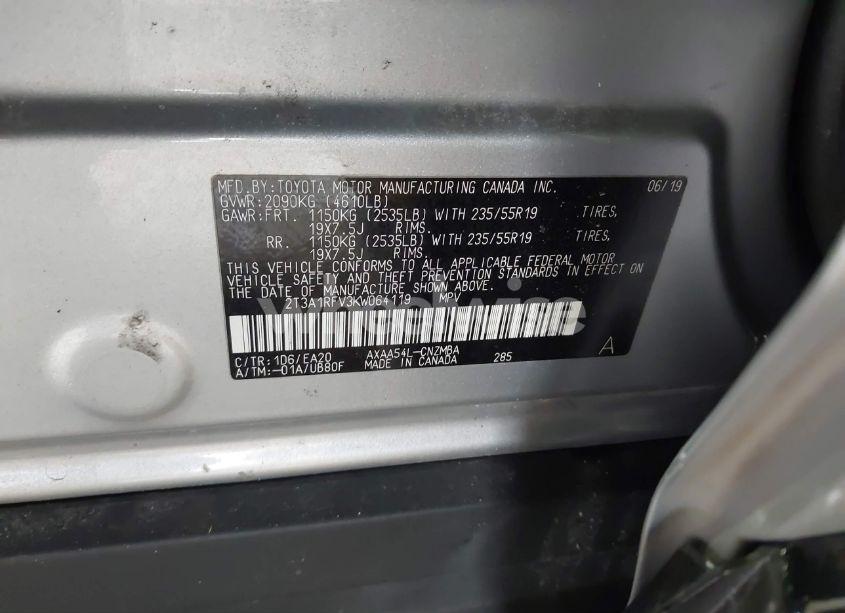 MFD.BY:TOYOTA MOTOR MANUFACTURING CANADA INC. 06/19
GVWR:2090KG (4610LB)
GAWR:FRT. 1150KG (2535LB) WITH 235/55R19 TIRES,
19X7.5J RIMS.
RR. 1150KG (2535LB) WITH 235/55R19 TIRES,
19X7.5J RIMS.
THIS VEHICLE CONFORMS TO ALL APPLICABLE FEDERAL MOTOR
VEHICLE SAFETY AND THEFT PREVENTION STANDARDS IN EFFECT ON
THE DATE OF MANUFACTURE SHOWN ABOVE.
2T3A1RFV3KW064119 MPV
C/TR:1D6/EA20 AXAA54L-CNZMBA 285 A
A/TM:-01A/UB80F MADE IN CANADA